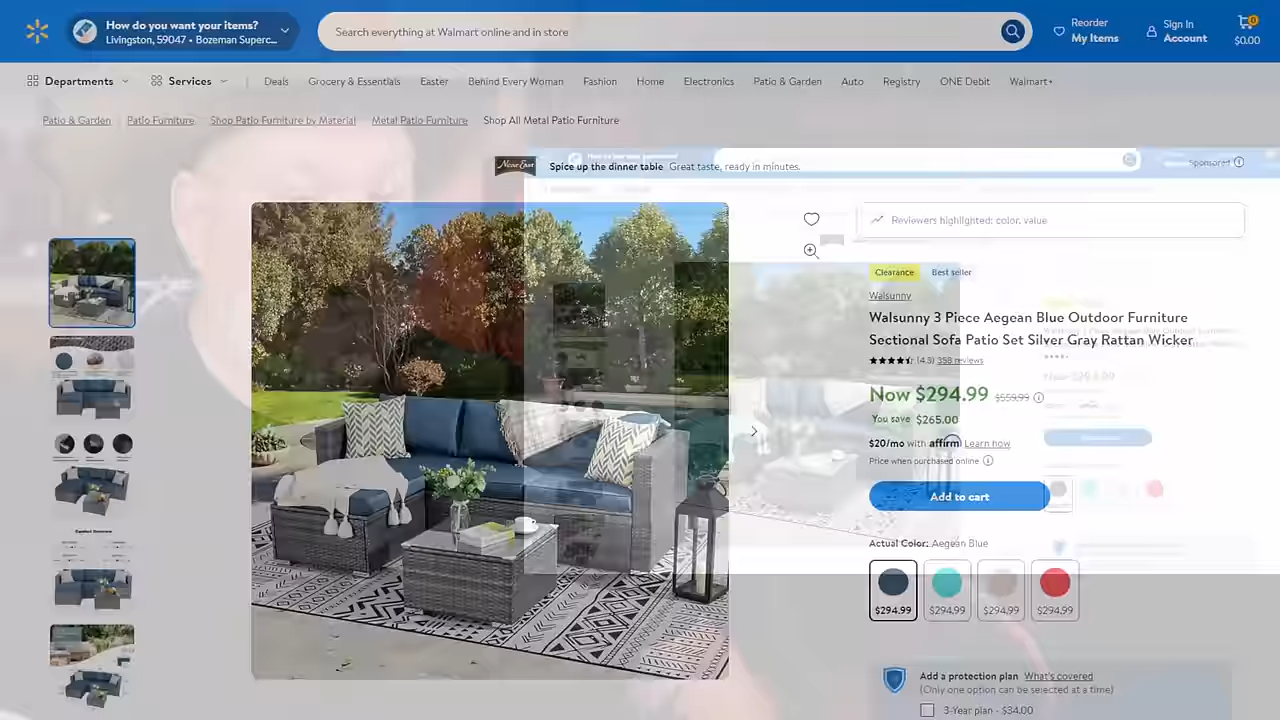 How do you want your items?
Livingston, 59047 • Bozeman Superc...
Search everything at Walmart online and in store
Reorder
My Items
Sign In
Account
0
$0.00
Departments
Services
Deals
Grocery & Essentials
Easter
Behind Every Woman
Fashion
Home
Electronics
Patio & Garden
Auto
Registry
ONE Debit
Walmart+
Patio & Garden
Patio Furniture
Shop Patio Furniture by Material
Metal Patio Furniture
Shop All Metal Patio Furniture
Spice up the dinner table Great taste, ready in minutes.
Sponsored
Reviewers highlighted: color, value
Clearance
Best seller
Walsunny
Walsunny 3 Piece Aegean Blue Outdoor Furniture
Sectional Sofa Patio Set Silver Gray Rattan Wicker
(4.3) 358 reviews
Now $294.99 $559.99
You save $265.00
$20/mo with affirm Learn how
Price when purchased online
Add to cart
Actual Color: Aegean Blue
$294.99
$294.99
$294.99
$294.99
Add a protection plan What's covered
(Only one option can be selected at a time)
3-Year plan - $34.00